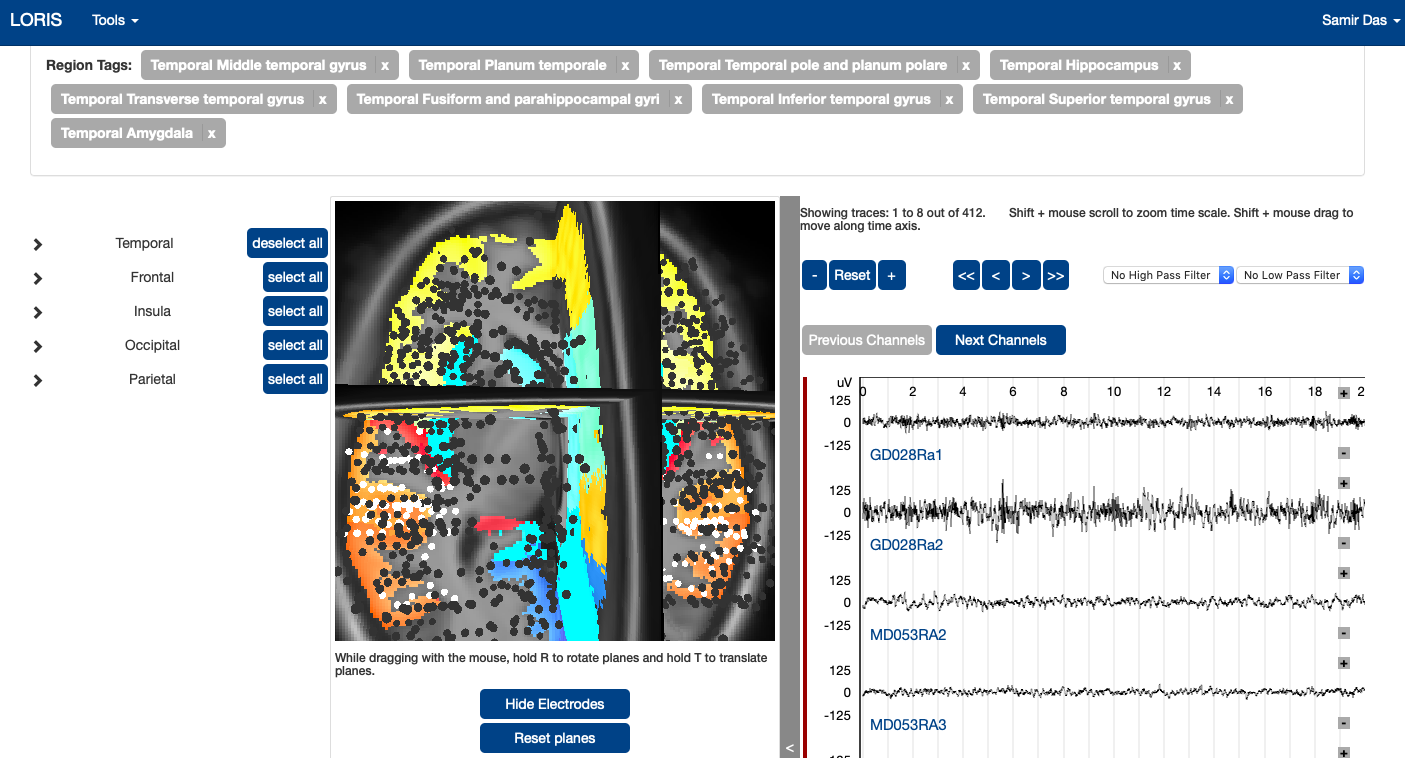 LORIS Tools Samir Das
Region Tags: Temporal Middle temporal gyrus x Temporal Planum temporale x Temporal Temporal pole and planum polare x Temporal Hippocampus x
Temporal Transverse temporal gyrus x Temporal Fusiform and parahippocampal gyri x Temporal Inferior temporal gyrus x Temporal Superior temporal gyrus x
Temporal Amygdala x
Temporal deselect all
Frontal select all
Insula select all
Occipital select all
Parietal select all
While dragging with the mouse, hold R to rotate planes and hold T to translate
planes.
Hide Electrodes
Reset planes
<
Showing traces: 1 to 8 out of 412. Shift + mouse scroll to zoom time scale. Shift + mouse drag to
move along time axis.
- Reset + << < > >> No High Pass Filter No Low Pass Filter
Previous Channels Next Channels
uV 0 2 4 6 8 10 12 14 16 18 2
125 +
0
-125 -
GD028Ra1
125 +
0
-125 -
GD028Ra2
125 +
0
-125 -
MD053RA2
125 +
0
-125 -
MD053RA3
+